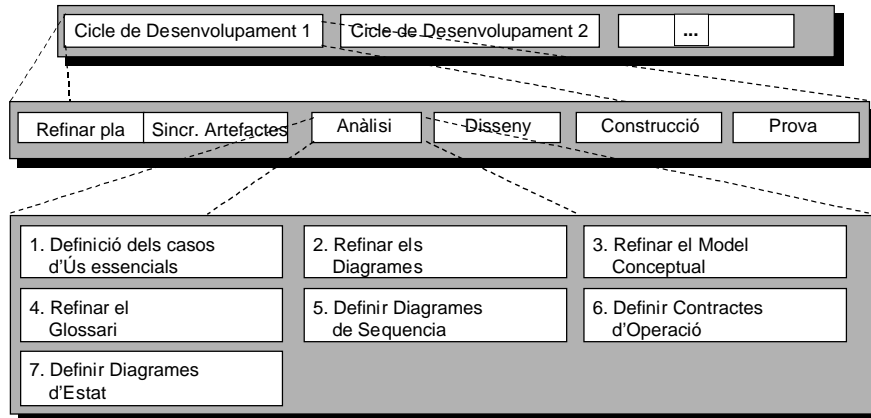 Cicle de Desenvolupament 1 Cicle de Desenvolupament 2 ...
Refinar pla Sincr. Artefactes Anàlisi Disseny Construcció Prova
1. Definició dels casos
d'Ús essencials
2. Refinar els
Diagrames
3. Refinar el Model
Conceptual
4. Refinar el
Glossari
5. Definir Diagrames
de Sequencia
6. Definir Contractes
d'Operació
7. Definir Diagrames
d'Estat